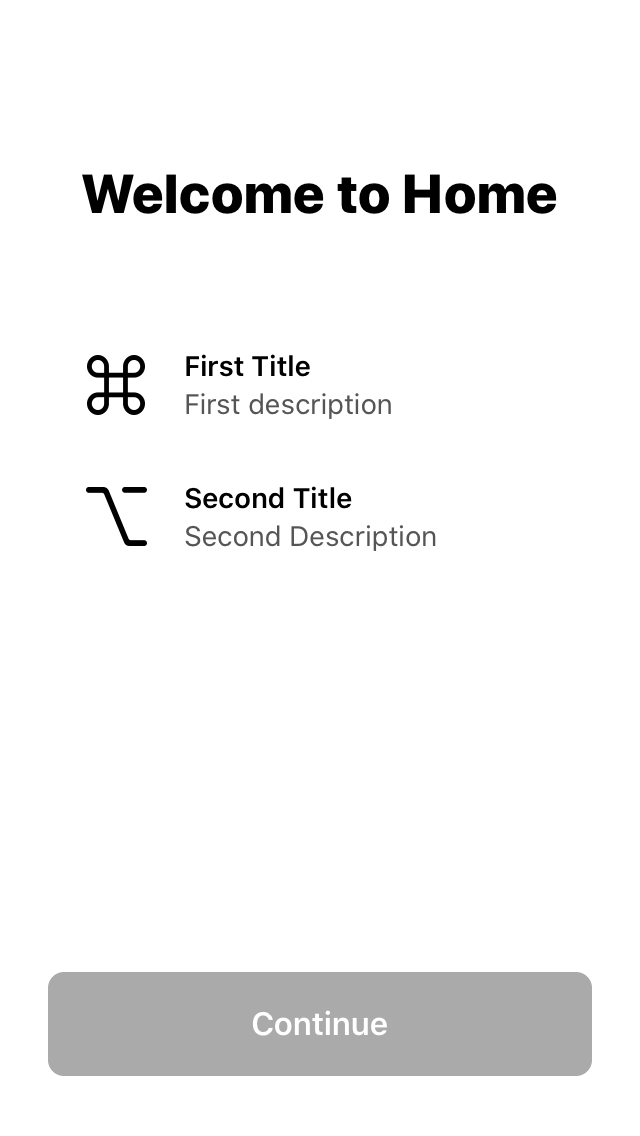 Welcome to Home
First Title
First description
Second Title
Second Description
Continue